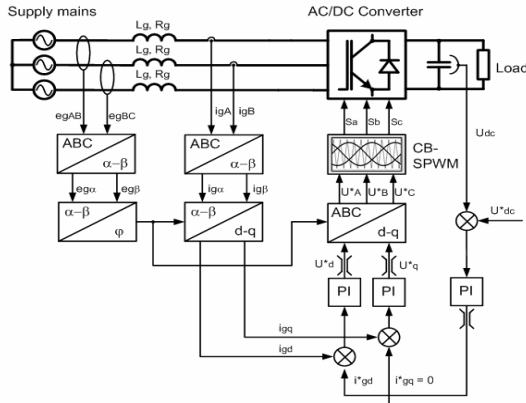 Supply mains
AC/DC Converter
Lg, Rg
Lg, Rg
Lg, Rg
Load
egAB
egBC
igA
igB
Sa
Sb
Sc
Udc
ABC
α–β
ABC
α–β
CB-
SPWM
egα
egβ
igα
igβ
U*A
U*B
U*C
α–β
φ
α–β
d-q
ABC
d-q
U*dc
U*d
U*q
PI
PI
PI
igq
igd
i*gd
i*gq = 0